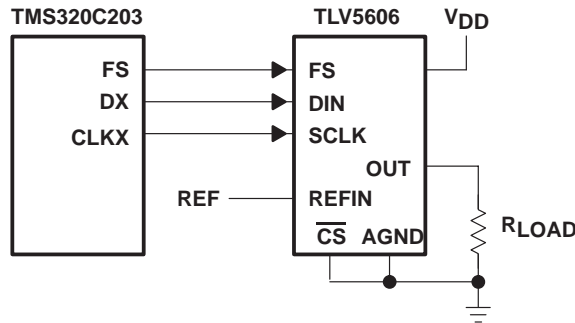 TMS320C203
TLV5606
VDD
FS
FS
DX
DIN
CLKX
SCLK
OUT
REF
REFIN
RLOAD
CS
AGND